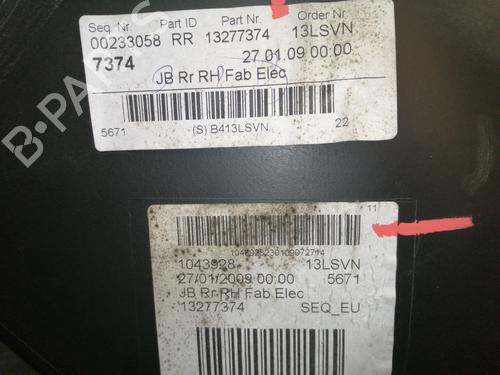 Seq. Nr. Part ID Part Nr. Order Nr
00233058 RR 13277374 13LSVN
7374 27.01.09 00:00
JB Rr RH Fab Elec
5671 (S) B413LSVN 22
11
1043928 13LSVN
27/01/2009 00:00 5671
JB Rr RH Fab Elec
13277374 SEQ_EU
B-PARTS